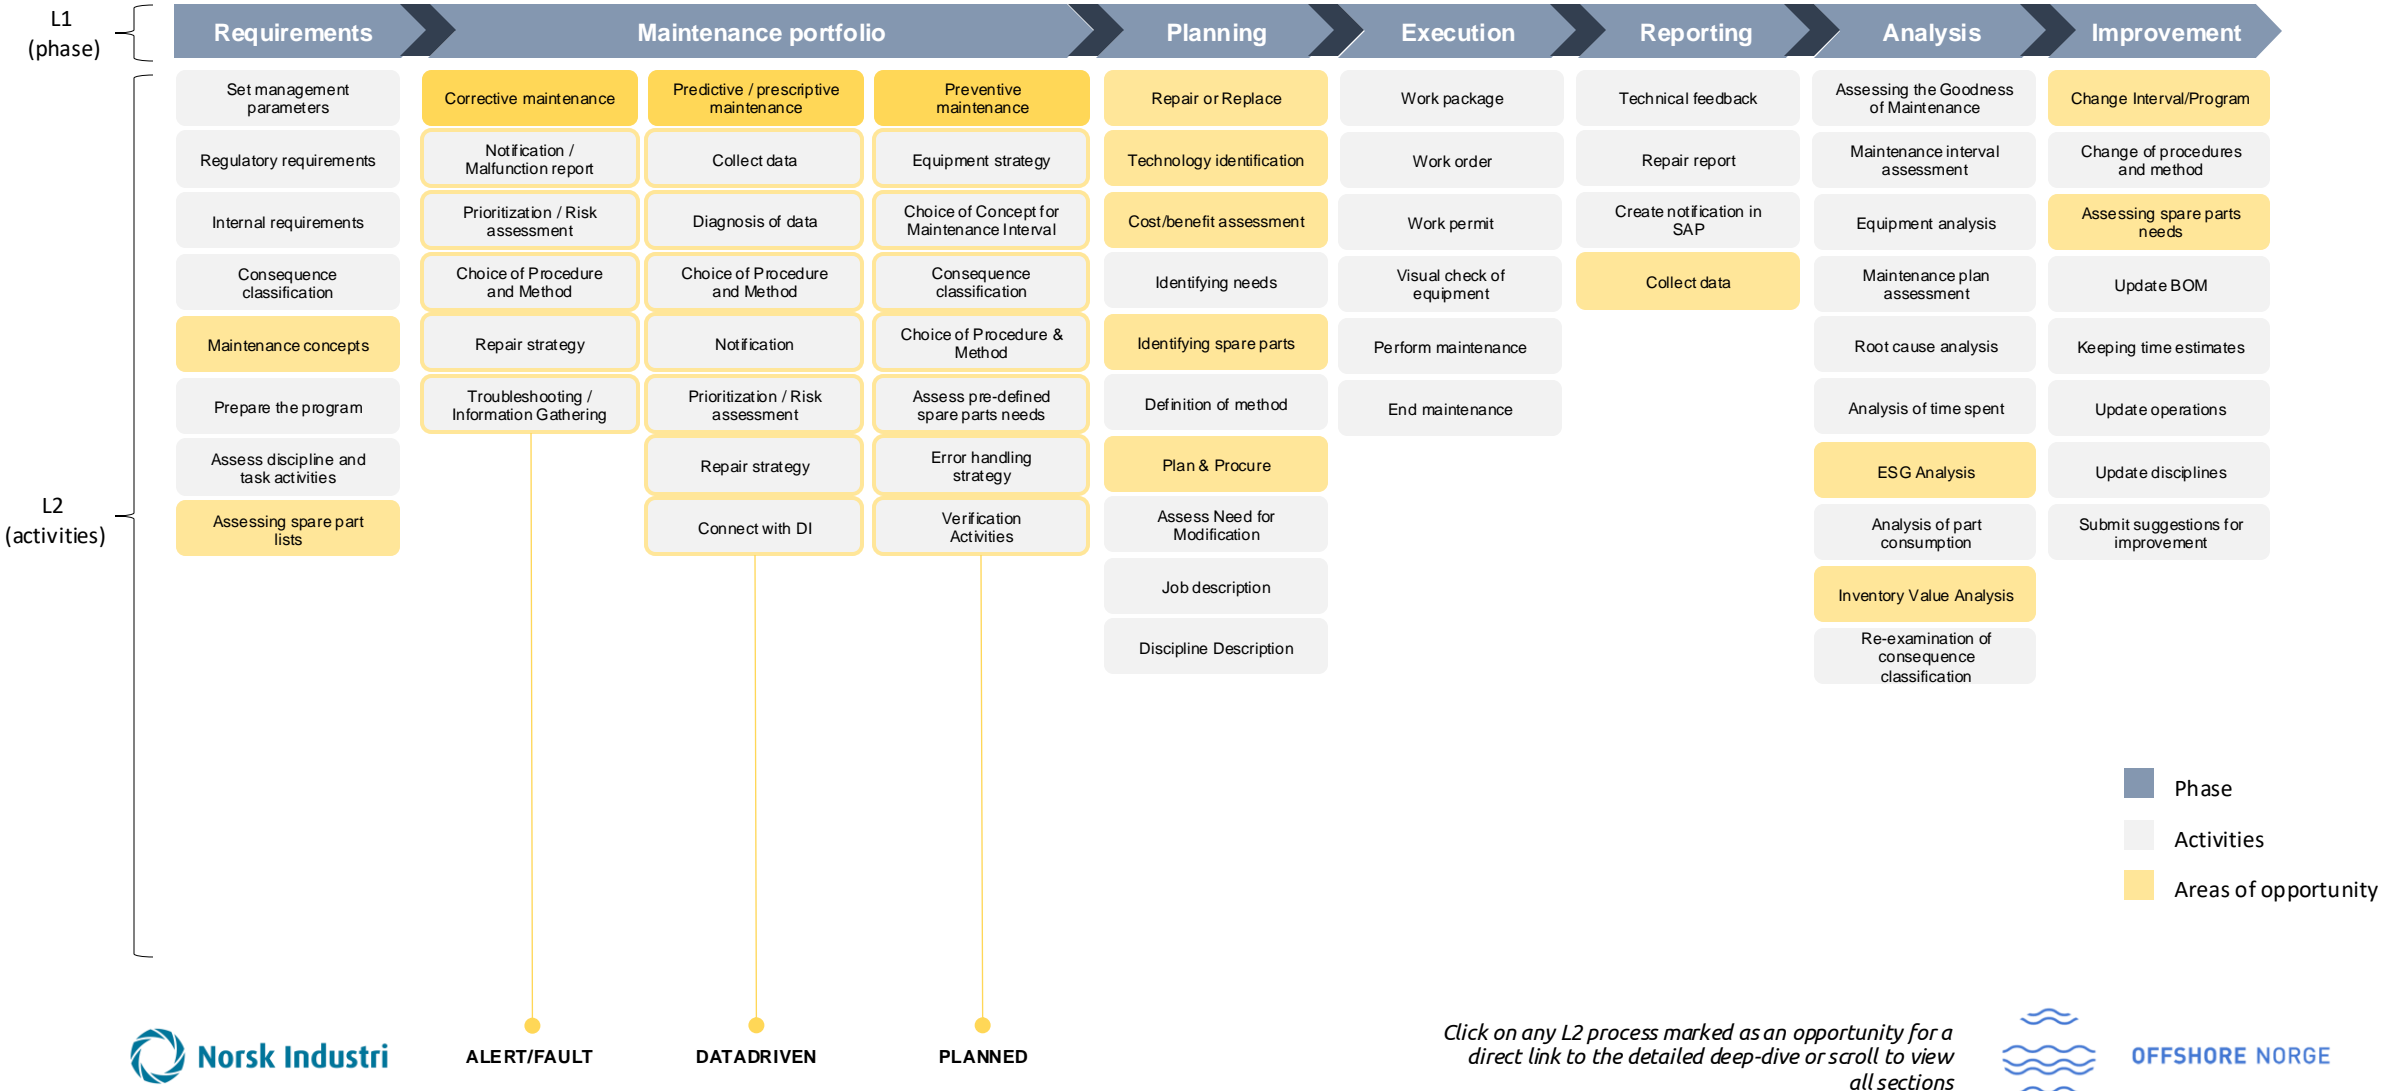 L1
(phase)
Requirements
Maintenance portfolio
Planning
Execution
Reporting
Analysis
Improvement
L2
(activities)
Set management
parameters
Regulatory requirements
Internal requirements
Consequence
classification
Maintenance concepts
Prepare the program
Assess discipline and
task activities
Assessing spare part
lists
Corrective maintenance
Notification /
Malfunction report
Prioritization / Risk
assessment
Choice of Procedure
and Method
Repair strategy
Troubleshooting /
Information Gathering
Predictive / prescriptive
maintenance
Collect data
Diagnosis of data
Choice of Procedure
and Method
Notification
Prioritization / Risk
assessment
Repair strategy
Connect with DI
Preventive
maintenance
Equipment strategy
Choice of Concept for
Maintenance Interval
Consequence
classification
Choice of Procedure &
Method
Assess pre-defined
spare parts needs
Error handling
strategy
Verification
Activities
Repair or Replace
Technology identification
Cost/benefit assessment
Identifying needs
Identifying spare parts
Definition of method
Plan & Procure
Assess Need for
Modification
Job description
Discipline Description
Work package
Work order
Work permit
Visual check of
equipment
Perform maintenance
End maintenance
Technical feedback
Repair report
Create notification in
SAP
Collect data
Assessing the Goodness
of Maintenance
Maintenance interval
assessment
Equipment analysis
Maintenance plan
assessment
Root cause analysis
Analysis of time spent
ESG Analysis
Analysis of part
consumption
Inventory Value Analysis
Re-examination of
consequence
classification
Change Interval/Program
Change of procedures
and method
Assessing spare parts
needs
Update BOM
Keeping time estimates
Update operations
Update disciplines
Submit suggestions for
improvement
Phase
Activities
Areas of opportunity
Norsk Industri
ALERT/FAULT
DATADRIVEN
PLANNED
Click on any L2 process marked as an opportunity for a
direct link to the detailed deep-dive or scroll to view
all sections
OFFSHORE NORGE